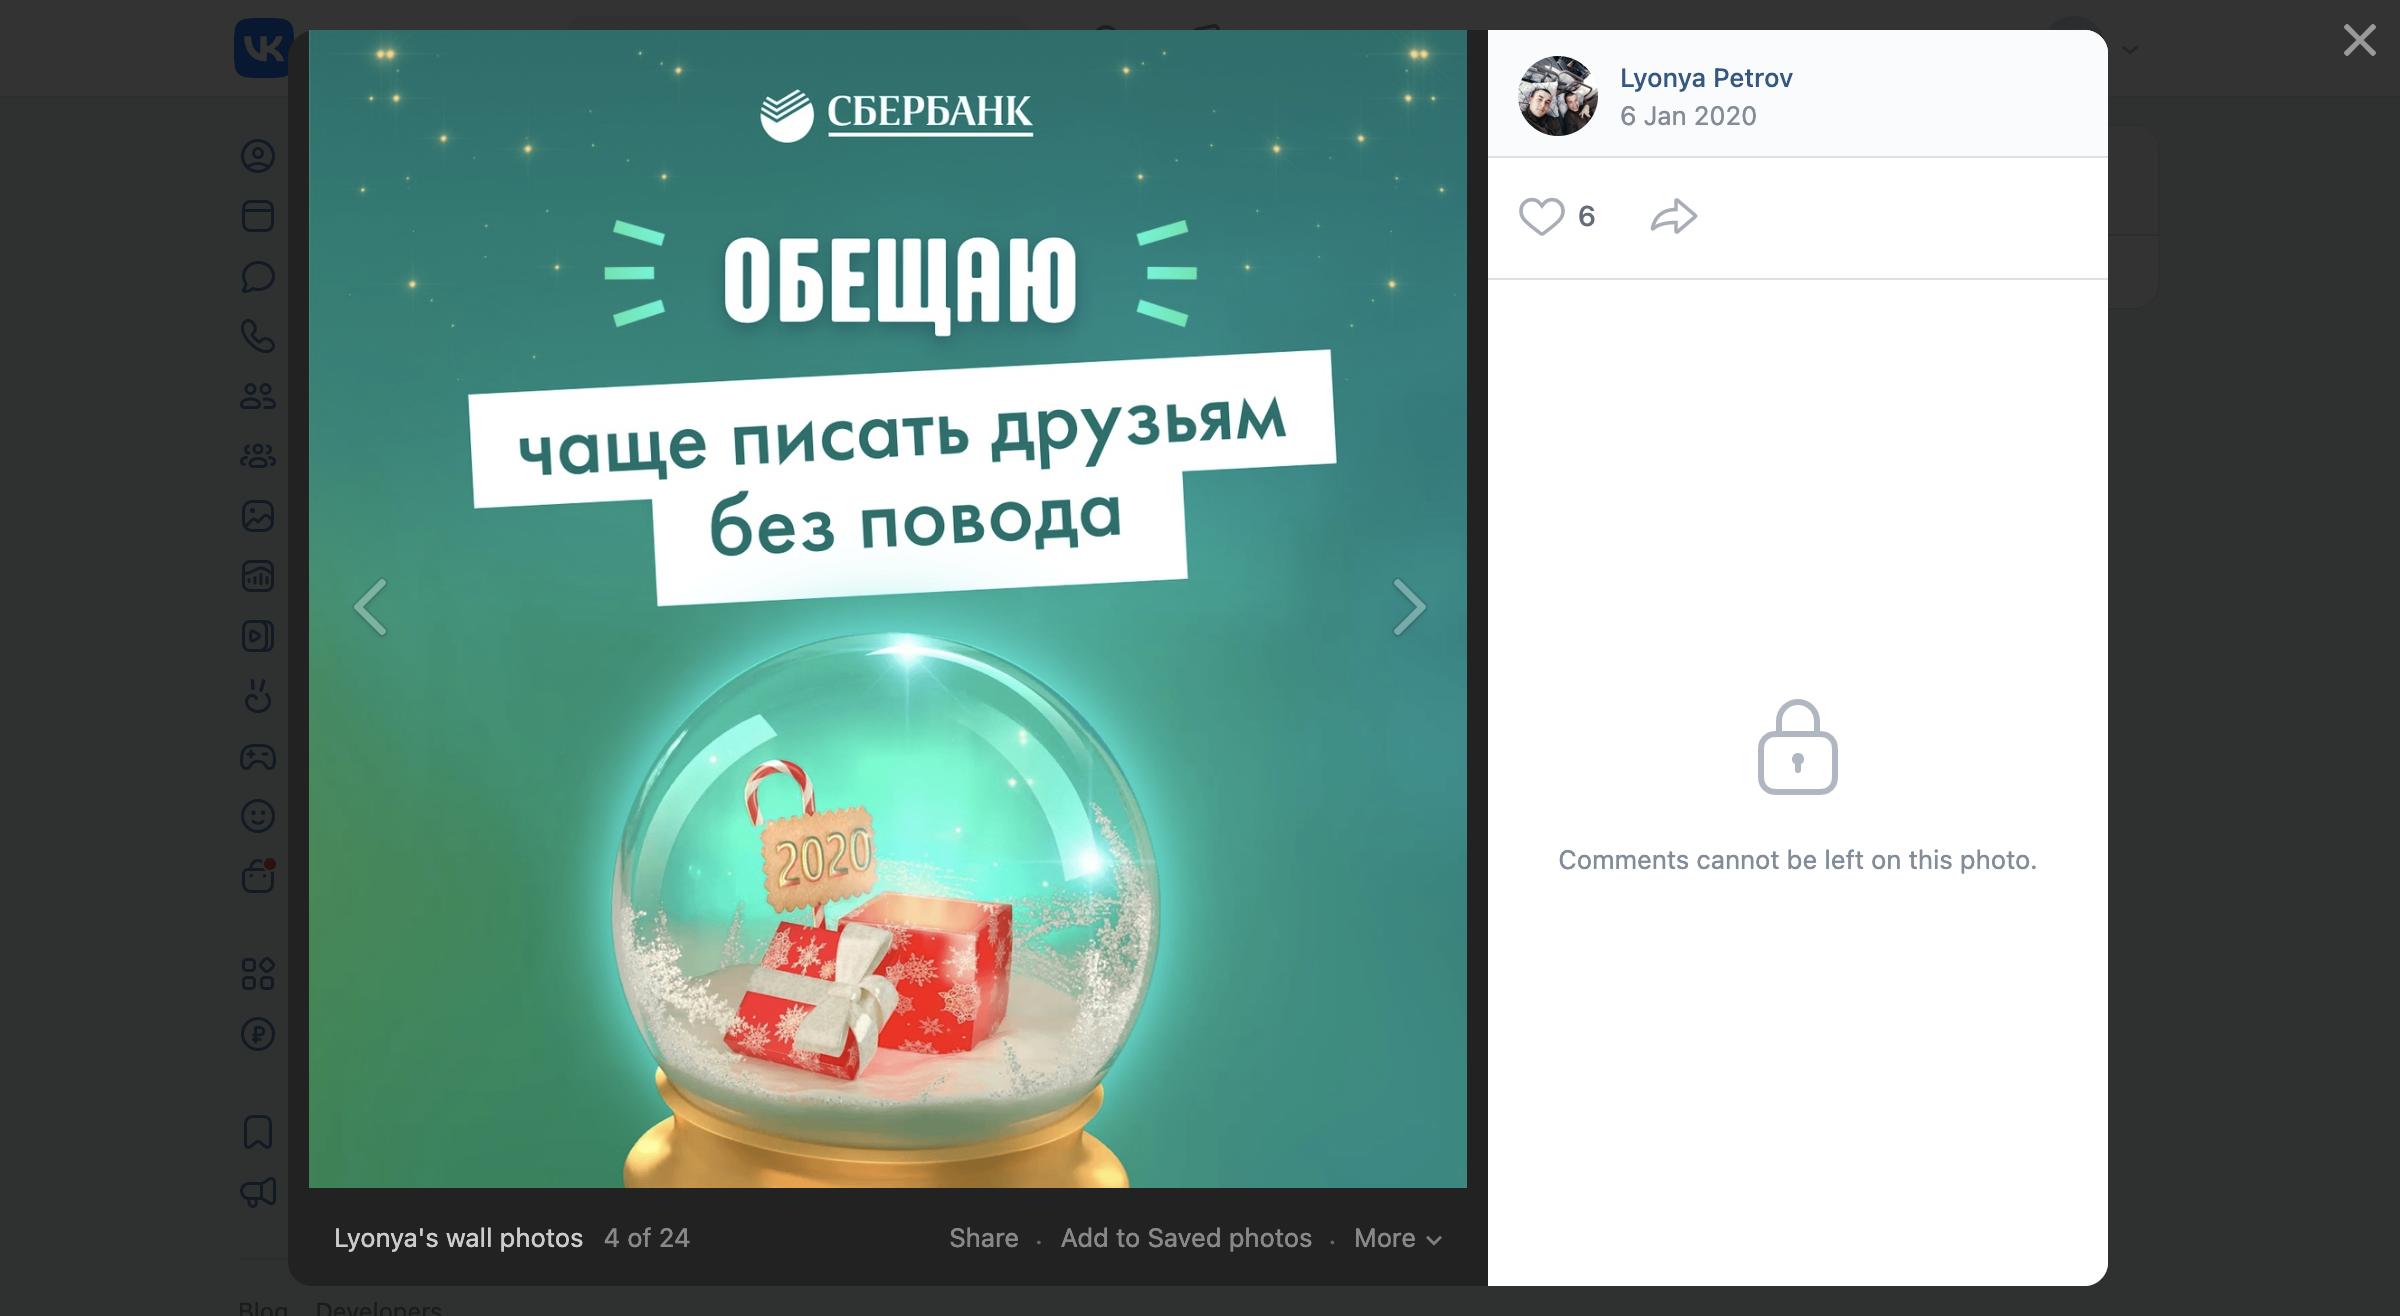 VK
СБЕРБАНК
ОБЕЩАЮ
чаще писать друзьям
без повода
2020
Lyonya's wall photos 4 of 24
Share · Add to Saved photos · More
Lyonya Petrov
6 Jan 2020
6
Comments cannot be left on this photo.
Blog Developers